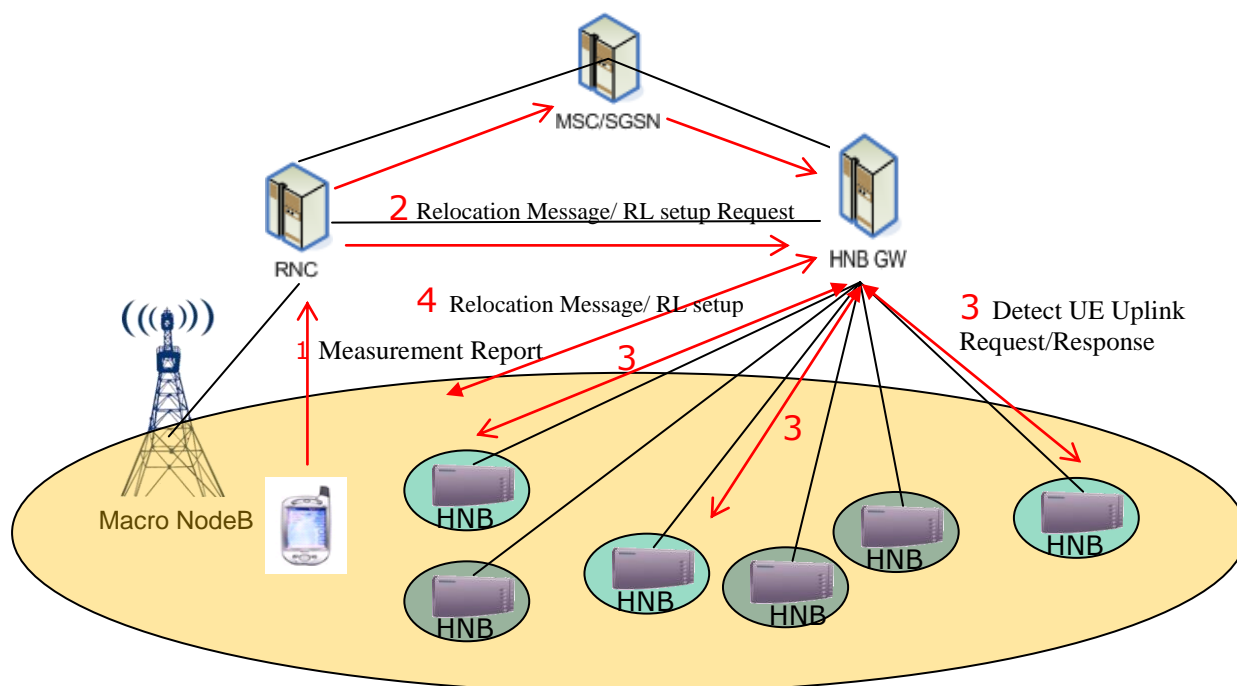 MSC/SGSN
2 Relocation Message/ RL setup Request
RNC
HNB GW
4 Relocation Message/ RL setup
3 Detect UE Uplink
Request/Response
1 Measurement Report
3
3
Macro NodeB
HNB
HNB
HNB
HNB
HNB
HNB